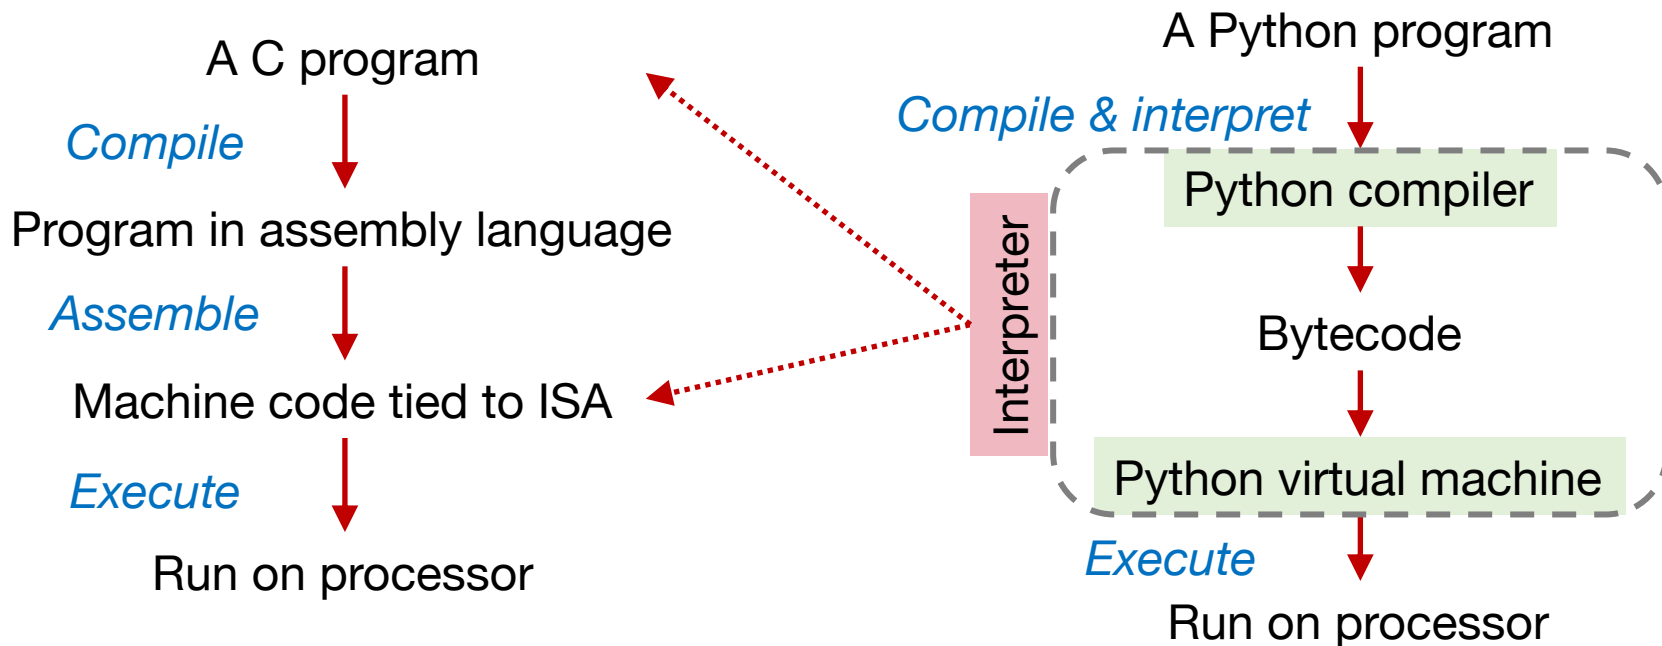 A C program
Compile
Program in assembly language
Assemble
Machine code tied to ISA
Execute
Run on processor
A Python program
Compile & interpret
Python compiler
Interpreter
Bytecode
Python virtual machine
Execute
Run on processor